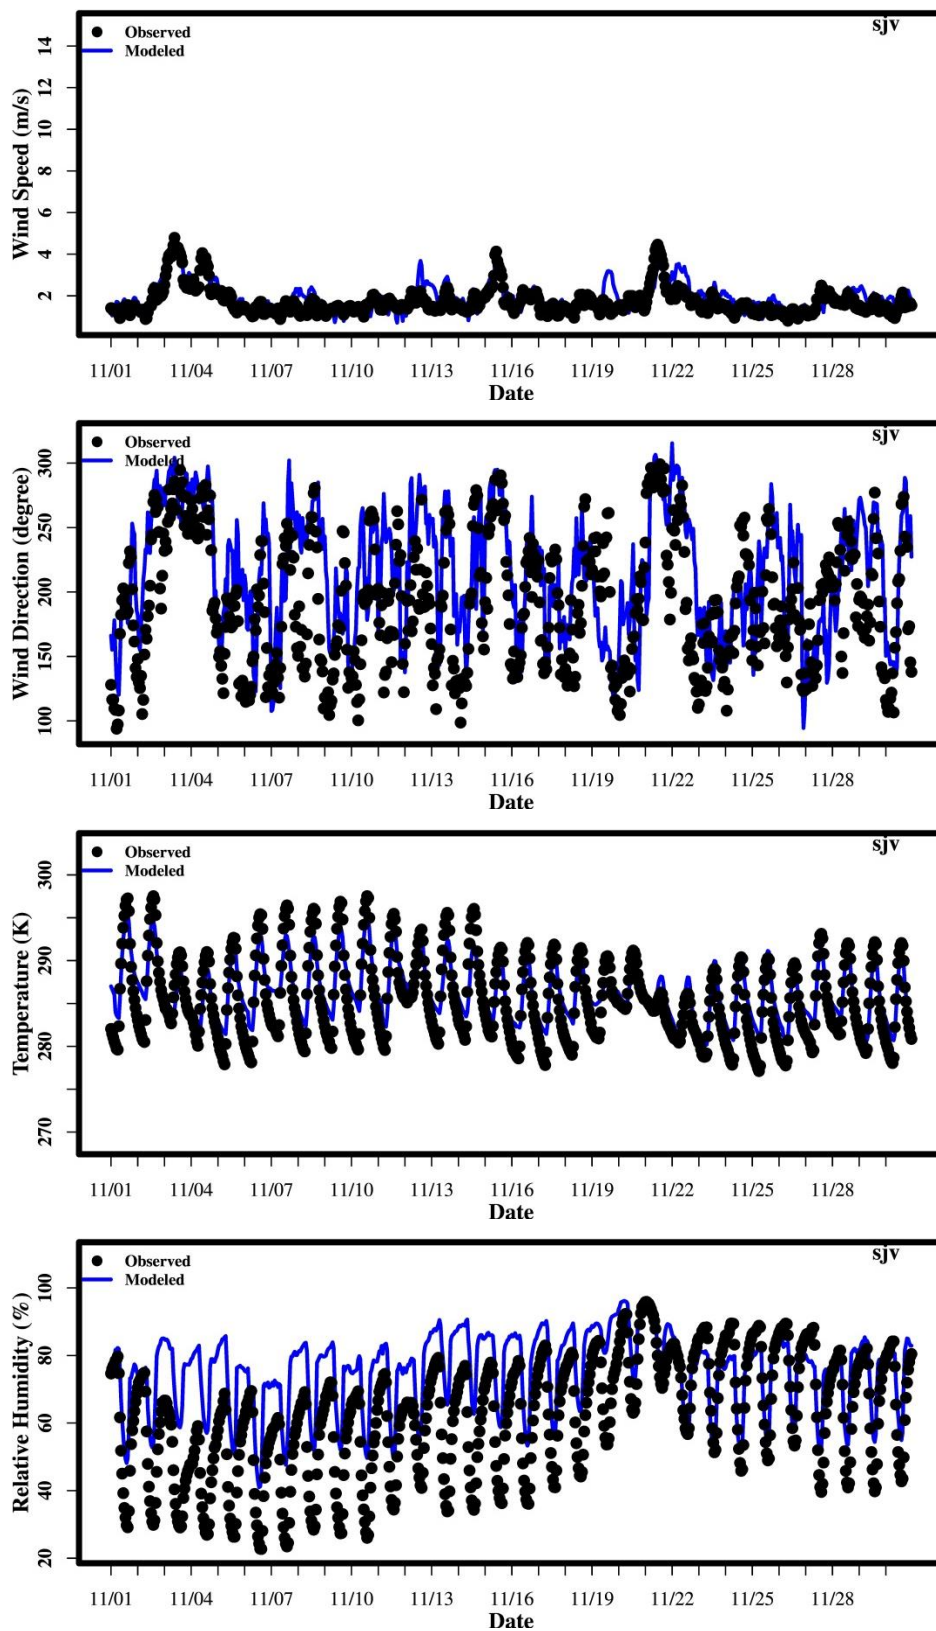 sjv
Observed
Modeled
Wind Speed (m/s)
2 4 6 8 10 12 14
11/01 11/04 11/07 11/10 11/13 11/16 11/19 11/22 11/25 11/28
Date
sjv
Observed
Modeled
Wind Direction (degree)
100 150 200 250 300
11/01 11/04 11/07 11/10 11/13 11/16 11/19 11/22 11/25 11/28
Date
sjv
Observed
Modeled
Temperature (K)
270 280 290 300
11/01 11/04 11/07 11/10 11/13 11/16 11/19 11/22 11/25 11/28
Date
sjv
Observed
Modeled
Relative Humidity (%)
20 40 60 80 100
11/01 11/04 11/07 11/10 11/13 11/16 11/19 11/22 11/25 11/28
Date